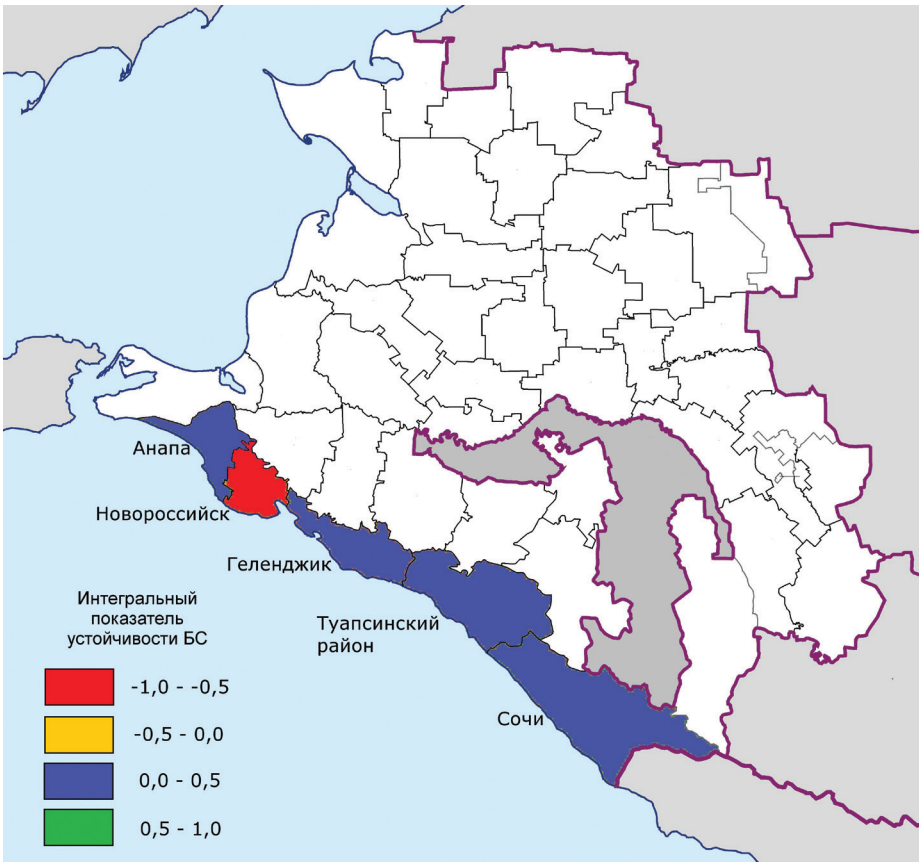 Анапа
Новороссийск
Геленджик
Туапсинский
район
Сочи
Интегральный
показатель
устойчивости БС
-1,0 - -0,5
-0,5 - 0,0
0,0 - 0,5
0,5 - 1,0